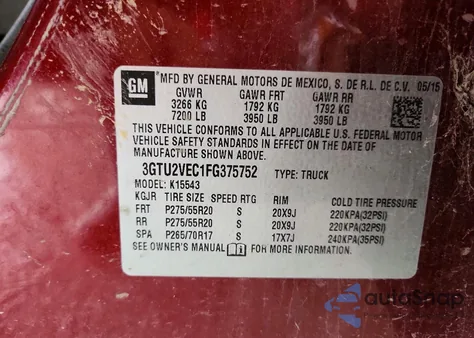 GM
MFD BY GENERAL MOTORS DE MEXICO, S. DE R.L. DE C.V. 05/15
GVWR GAWR FRT GAWR RR
3266 KG 1792 KG 1792 KG
7200 LB 3950 LB 3950 LB
THIS VEHICLE CONFORMS TO ALL APPLICABLE U.S. FEDERAL MOTOR
VEHICLE SAFETY STANDARDS IN EFFECT ON THE DATE OF
MANUFACTURE SHOWN ABOVE.
3GTU2VEC1FG375752 TYPE: TRUCK
MODEL: K15543
KGJR TIRE SIZE SPEED RTG RIM COLD TIRE PRESSURE
FRT P275/55R20 S 20X9J 220KPA(32PSI)
RR P275/55R20 S 20X9J 220KPA(32PSI)
SPA P265/70R17 S 17X7J 240KPA(35PSI)
SEE OWNER'S MANUAL FOR MORE INFORMATION.
autoSnap